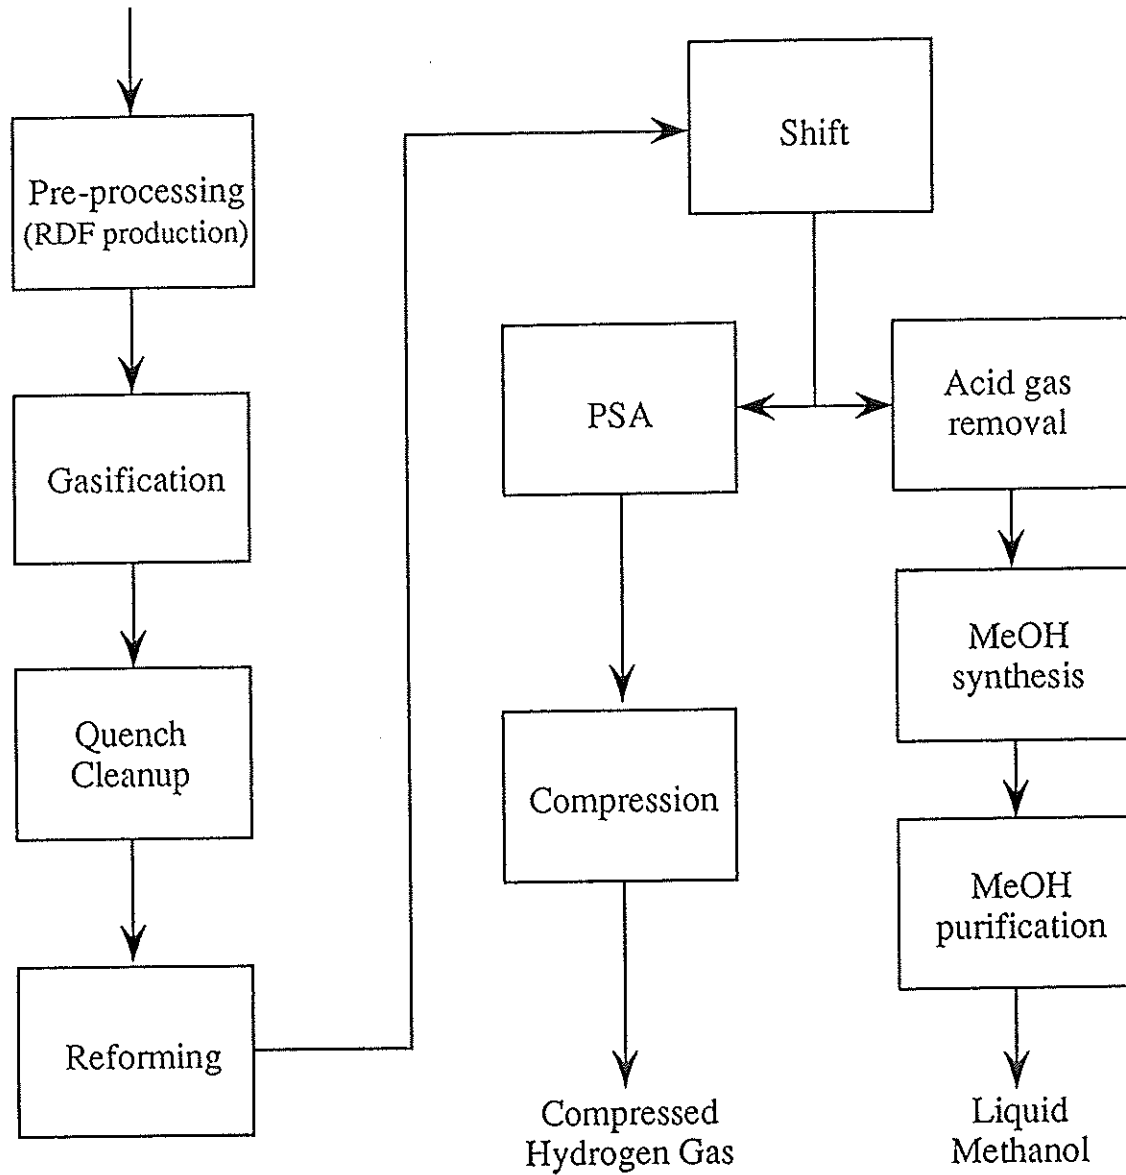 Pre-processing
(RDF production)
Gasification
Quench
Cleanup
Reforming
Shift
PSA
Compression
Compressed
Hydrogen Gas
Acid gas
removal
MeOH
synthesis
MeOH
purification
Liquid
Methanol